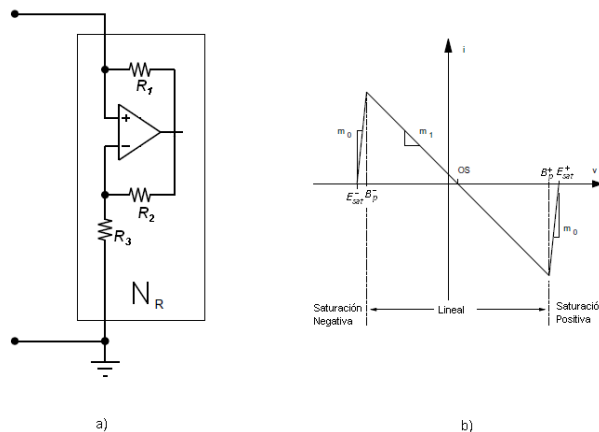 R1
+
−
R2
R3
NR
a)
i
m0
m1
OS
B+p E+sat
v
E-sat B-p
m0
Saturación
Negativa
Lineal
Saturació
Positiva
b)